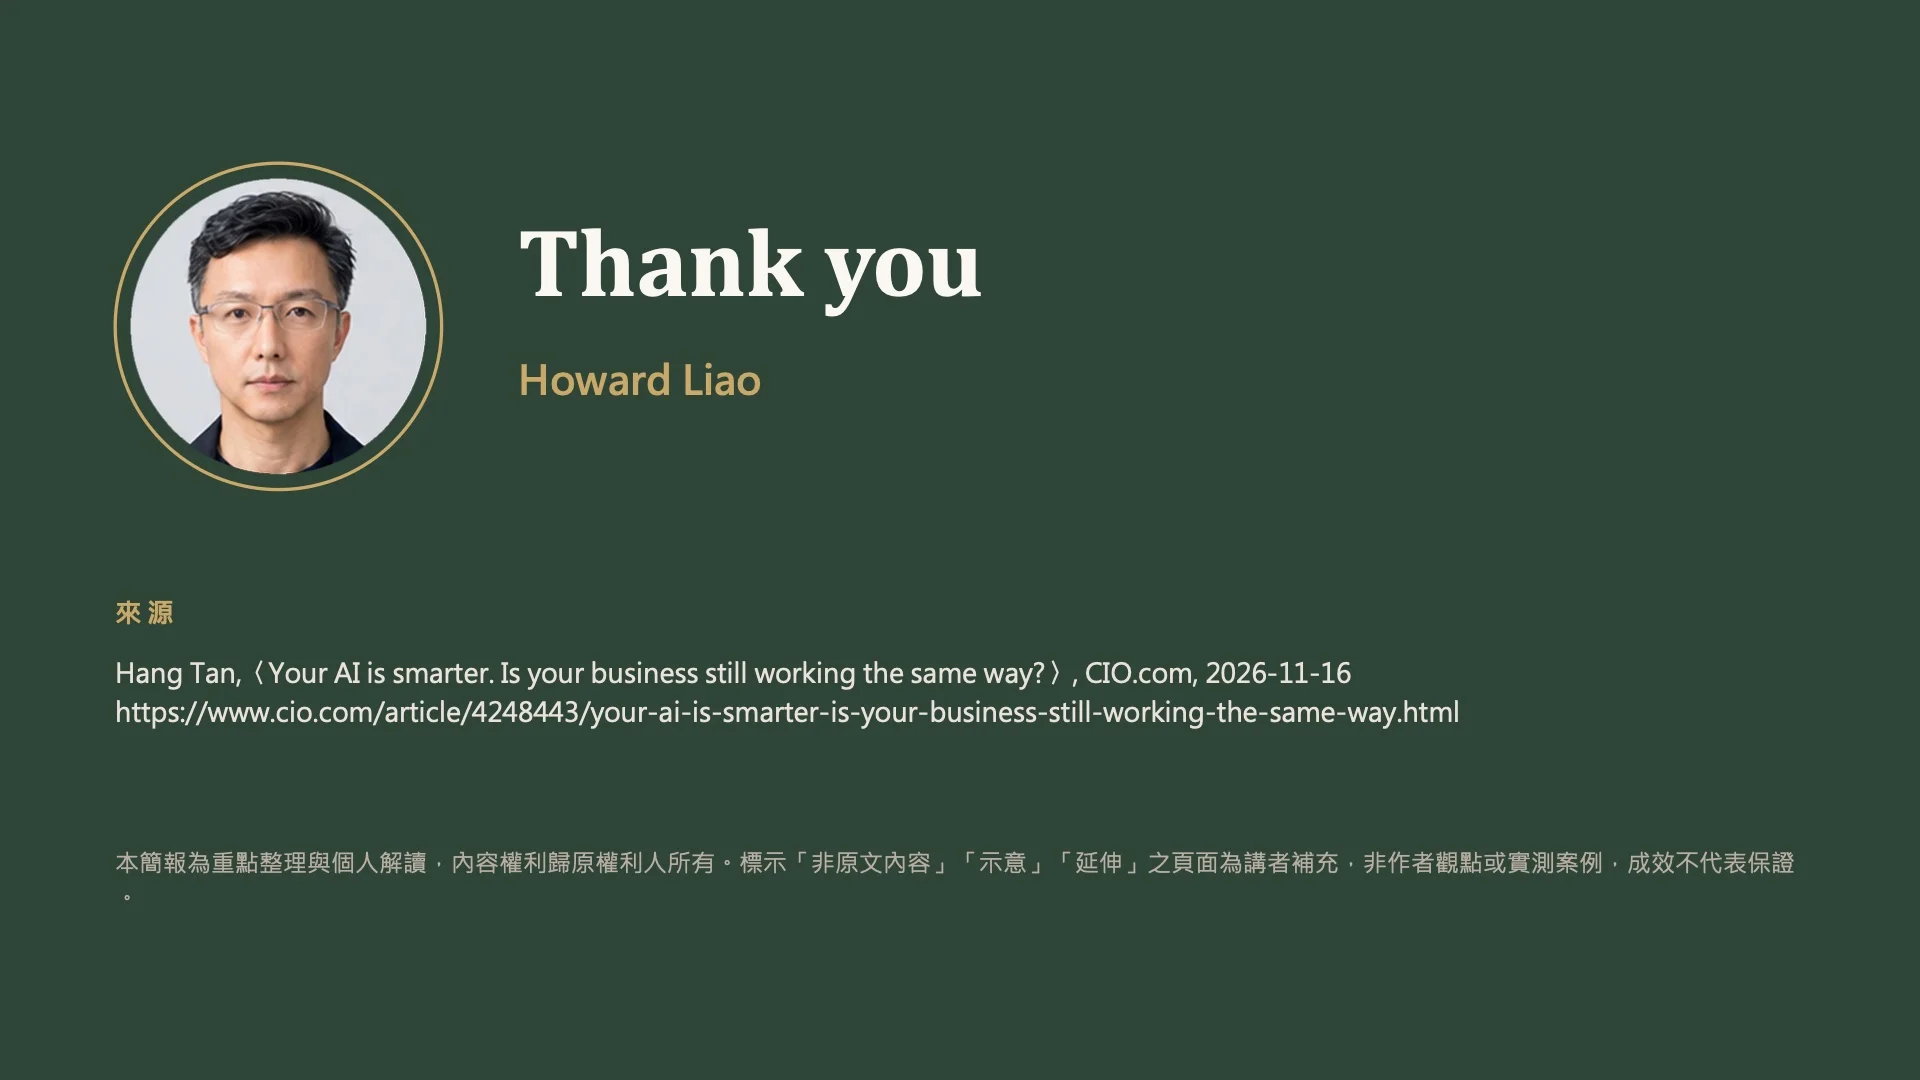 Thank you
Howard Liao
來源
Hang Tan,〈Your AI is smarter. Is your business still working the same way?〉, CIO.com, 2026-11-16
https://www.cio.com/article/4248443/your-ai-is-smarter-is-your-business-still-working-the-same-way.html
本簡報為重點整理與個人解讀，內容權利歸原權利人所有。標示「非原文內容」「示意」「延伸」之頁面為講者補充，非作者觀點或實測案例，成效不代表保證
。